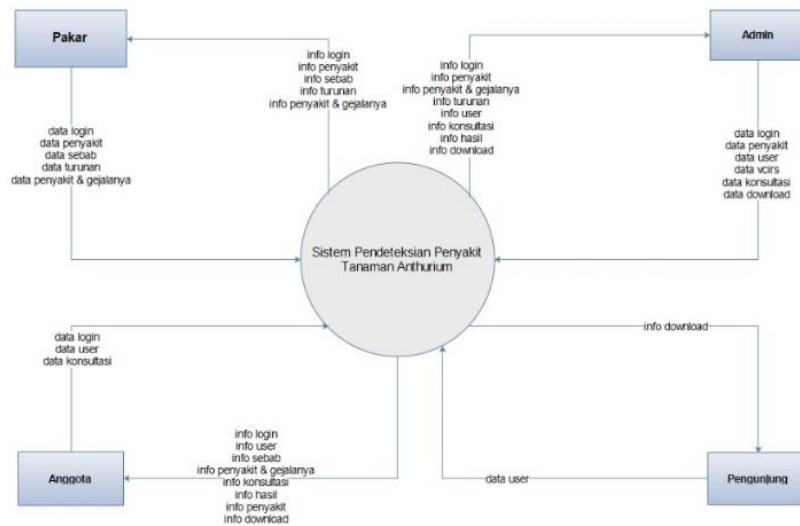 Pakar
Admin
info login
info penyakit
info sebab
info turunan
info penyakit & gejalanya
info login
info penyakit
info penyakit & gejalanya
info turunan
info user
info konsultasi
info hasil
info download
data login
data penyakit
data sebab
data turunan
data penyakit & gejalanya
data login
data penyakit
data user
data vcirs
data konsultasi
data download
Sistem Pendeteksian Penyakit
Tanaman Anthurium
data login
data user
data konsultasi
info download
info login
info user
info sebab
info penyakit & gejalanya
info konsultasi
info hasil
info penyakit
info download
Anggota
data user
Pengunjung